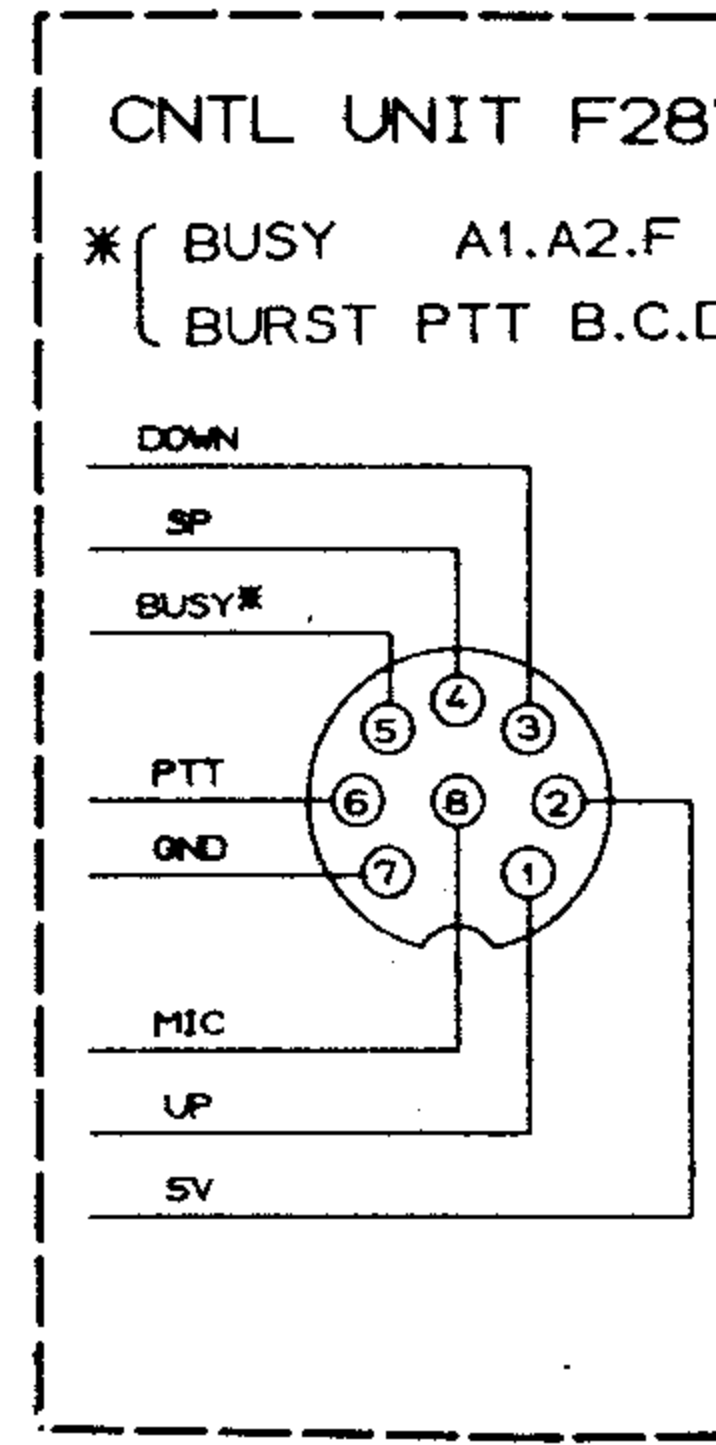 CNTL UNIT F28
* BUSY A1.A2.F
BURST PTT B.C.D
DOWN
SP
BUSY*
4
5 3
PTT
6 8 2
GND
7 1
MIC
UP
5V